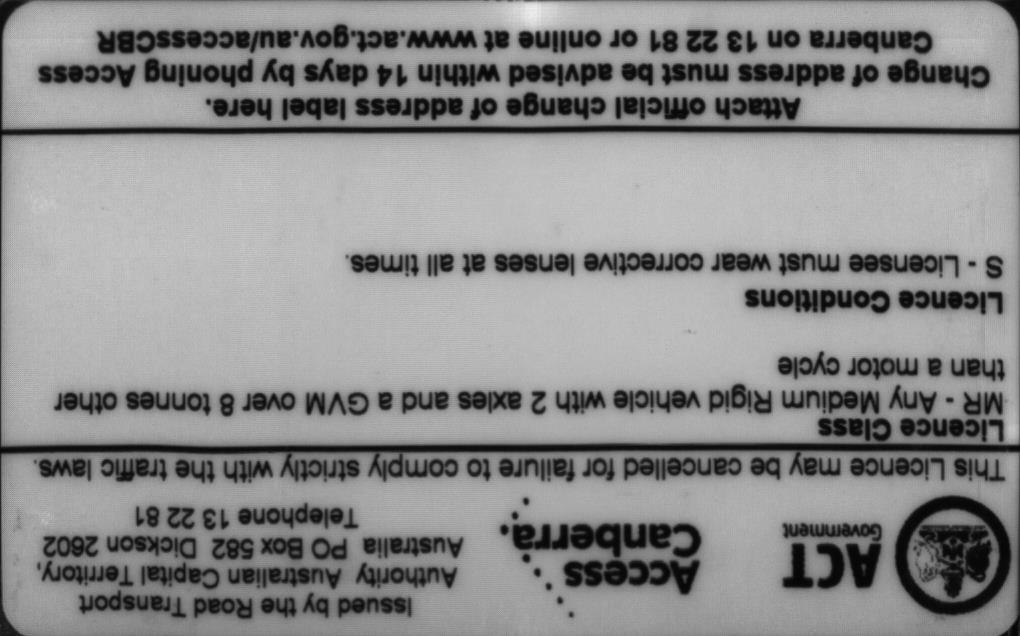 ACT
Government
Access
Canberra.
Issued by the Road Transport
Authority Australian Capital Territory,
Australia PO Box 582 Dickson 2602
Telephone 13 22 81
This Licence may be cancelled for failure to comply strictly with the traffic laws.
Licence Class
MR - Any Medium Rigid vehicle with 2 axles and a GVM over 8 tonnes other
than a motor cycle
Licence Conditions
S - Licensee must wear corrective lenses at all times.
Attach official change of address label here.
Change of address must be advised within 14 days by phoning Access
Canberra on 13 22 81 or online at www.act.gov.au/accessCBR